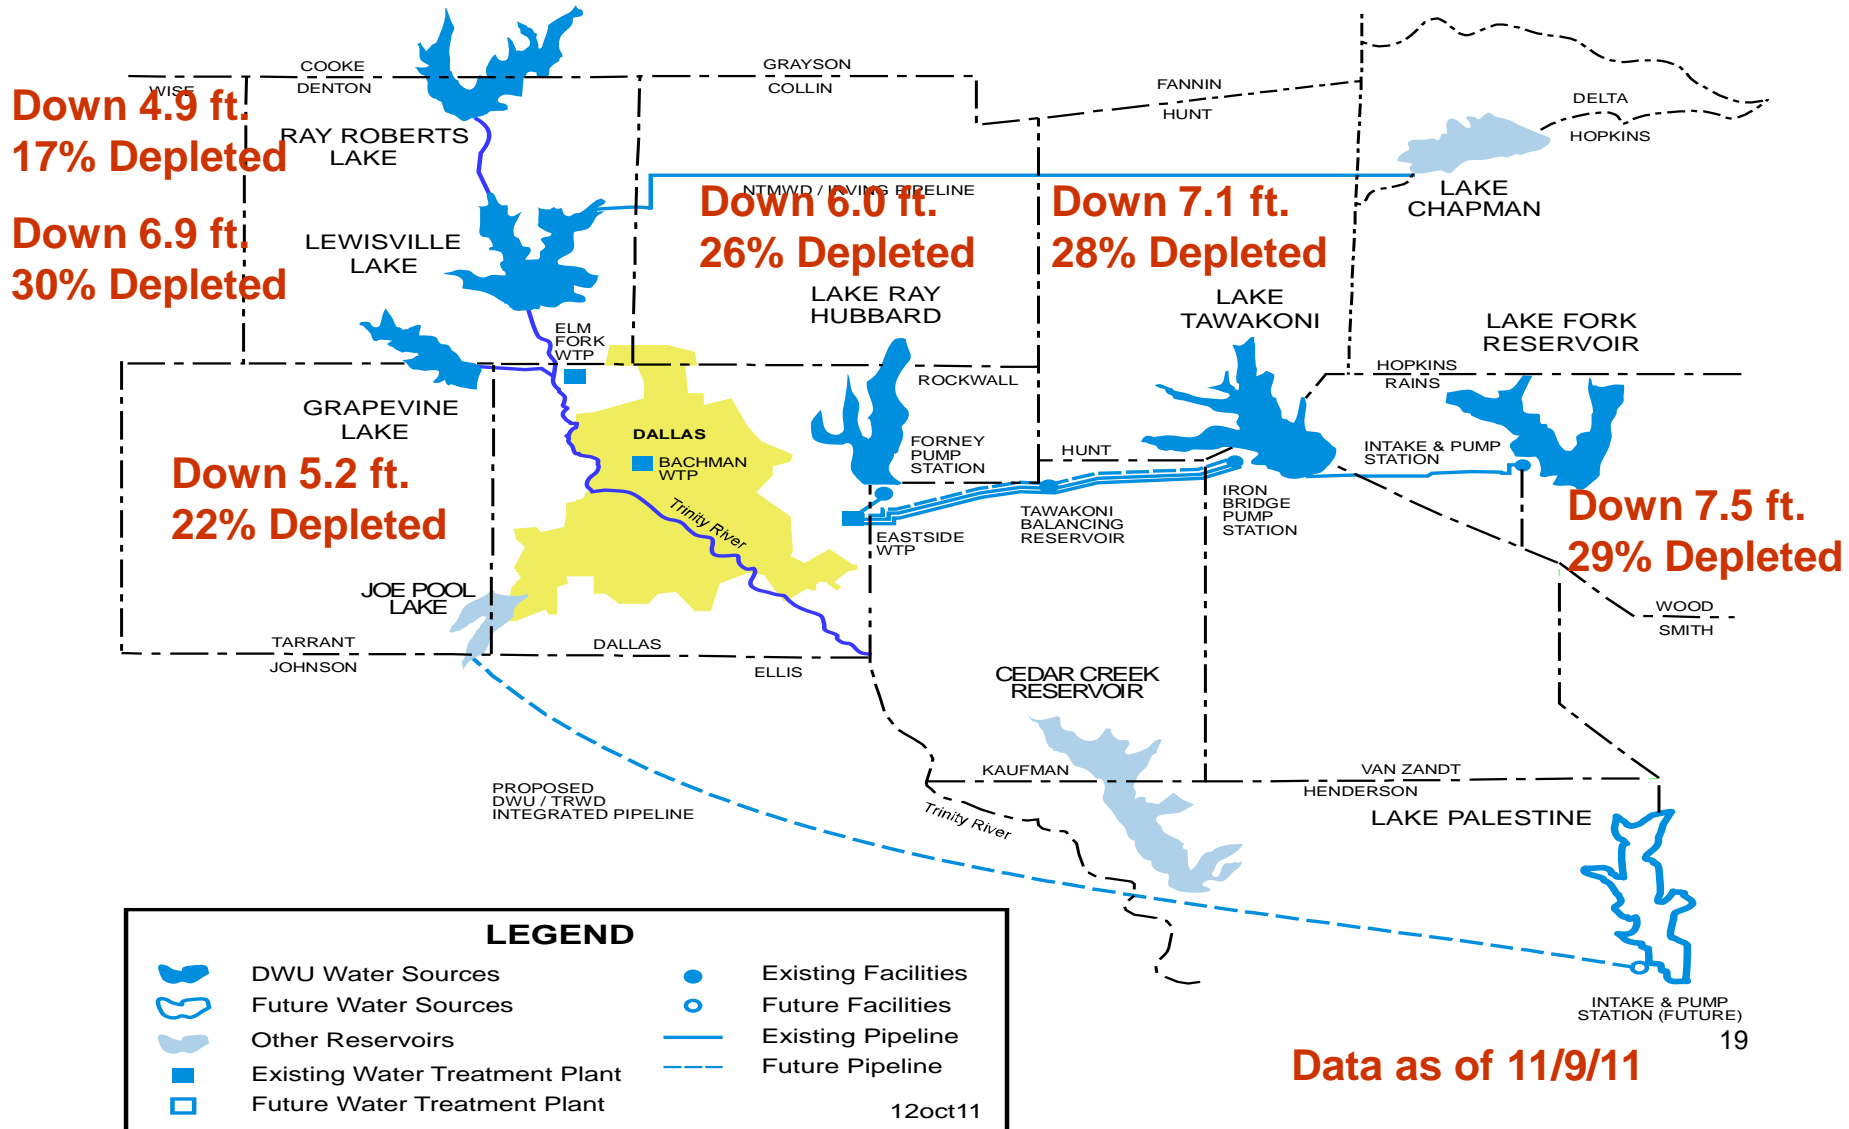 COOKE
WISE
DENTON
GRAYSON
COLLIN
FANNIN
HUNT
DELTA
HOPKINS
Down 4.9 ft.
17% Depleted
RAY ROBERTS
LAKE
NTMWD / IRVING PIPELINE
LAKE
CHAPMAN
Down 6.9 ft.
30% Depleted
LEWISVILLE
LAKE
Down 6.0 ft.
26% Depleted
LAKE RAY
HUBBARD
Down 7.1 ft.
28% Depleted
LAKE
TAWAKONI
LAKE FORK
RESERVOIR
ELM
FORK
WTP
ROCKWALL
HOPKINS
RAINS
GRAPEVINE
LAKE
Down 5.2 ft.
22% Depleted
DALLAS
BACHMAN
WTP
Trinity River
FORNEY
PUMP
STATION
HUNT
INTAKE & PUMP
STATION
EASTSIDE
WTP
TAWAKONI
BALANCING
RESERVOIR
IRON
BRIDGE
PUMP
STATION
Down 7.5 ft.
29% Depleted
JOE POOL
LAKE
WOOD
SMITH
TARRANT
JOHNSON
DALLAS
ELLIS
CEDAR CREEK
RESERVOIR
KAUFMAN
VAN ZANDT
HENDERSON
PROPOSED
DWU / TRWD
INTEGRATED PIPELINE
Trinity River
LAKE PALESTINE
INTAKE & PUMP
STATION (FUTURE)
LEGEND
DWU Water Sources
Future Water Sources
Other Reservoirs
Existing Water Treatment Plant
Future Water Treatment Plant
Existing Facilities
Future Facilities
Existing Pipeline
Future Pipeline
12oct11
Data as of 11/9/11
19